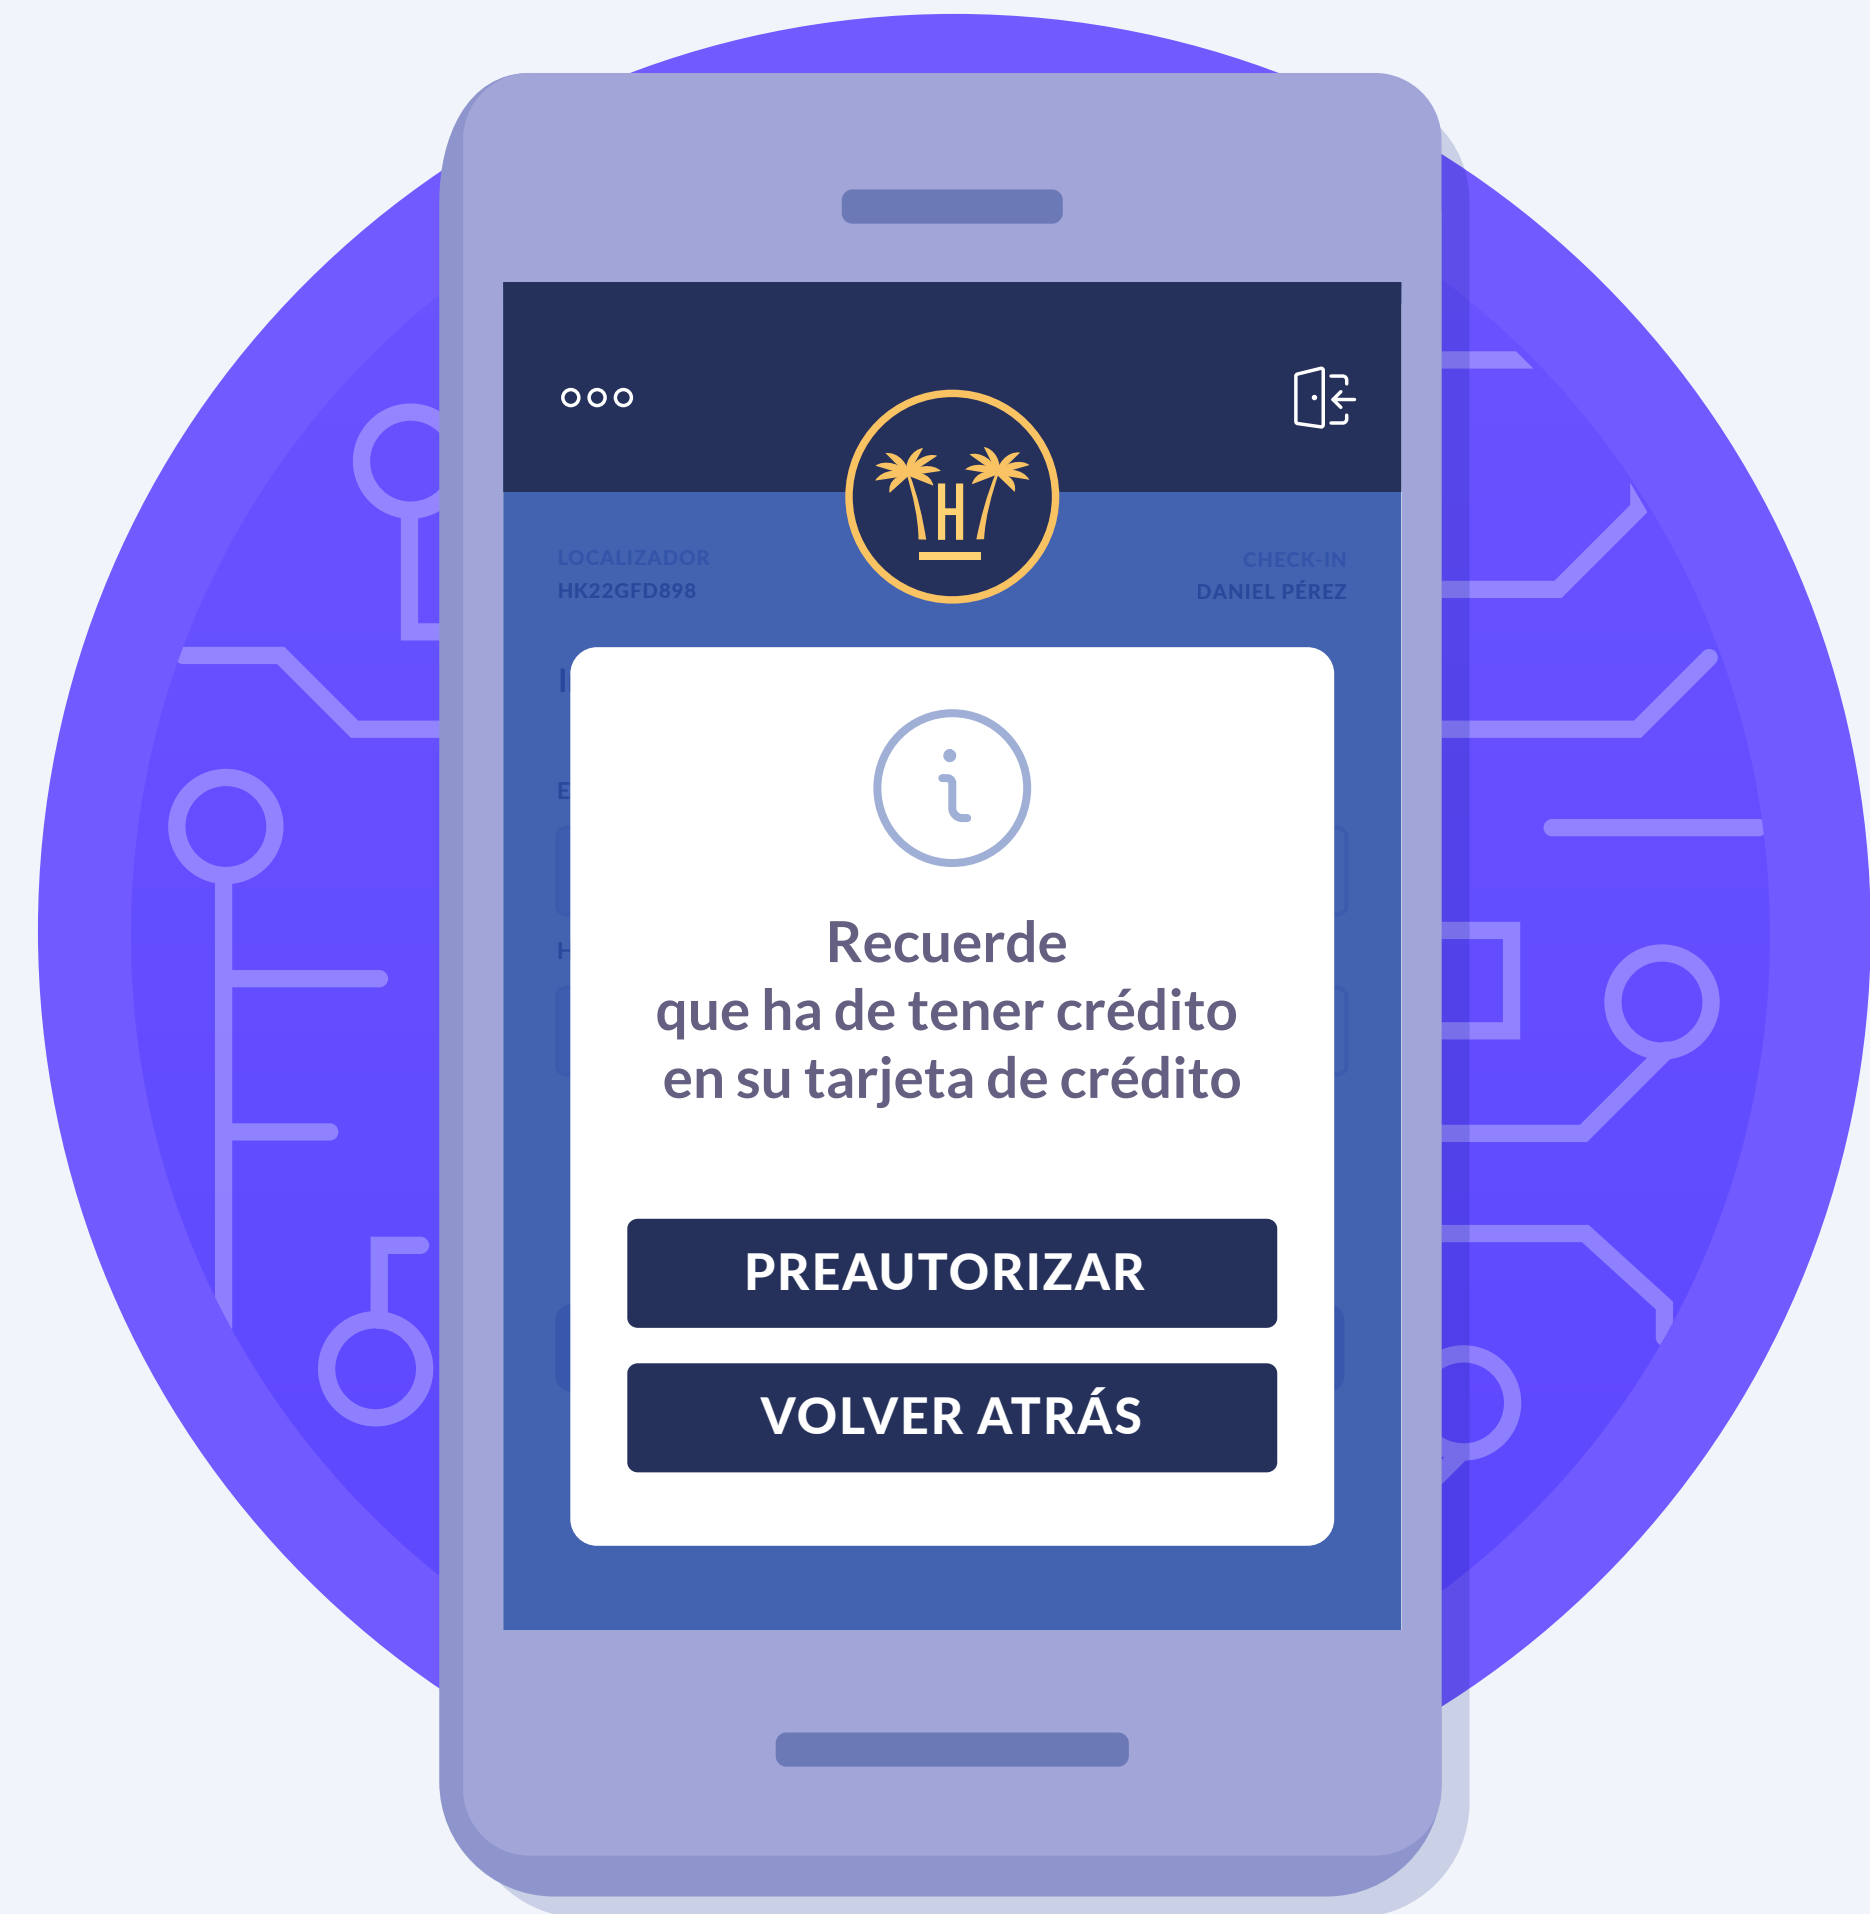 H
LOCALIZADOR
HK22GFD898
CHECK-IN
DANIEL PÉREZ
Recuerde
que ha de tener crédito
en su tarjeta de crédito
PREAUTORIZAR
VOLVER ATRÁS